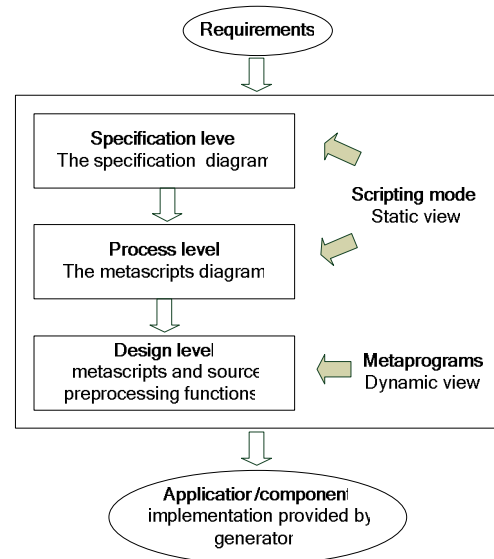 Requirements
Specification leve
The specification diagram
Scripting mode
Static view
Process level
The metascripts diagram
Design level
metascripts and source
preprocessing functions
Metaprograms
Dynamic view
Application/component
implementation provided by
generator